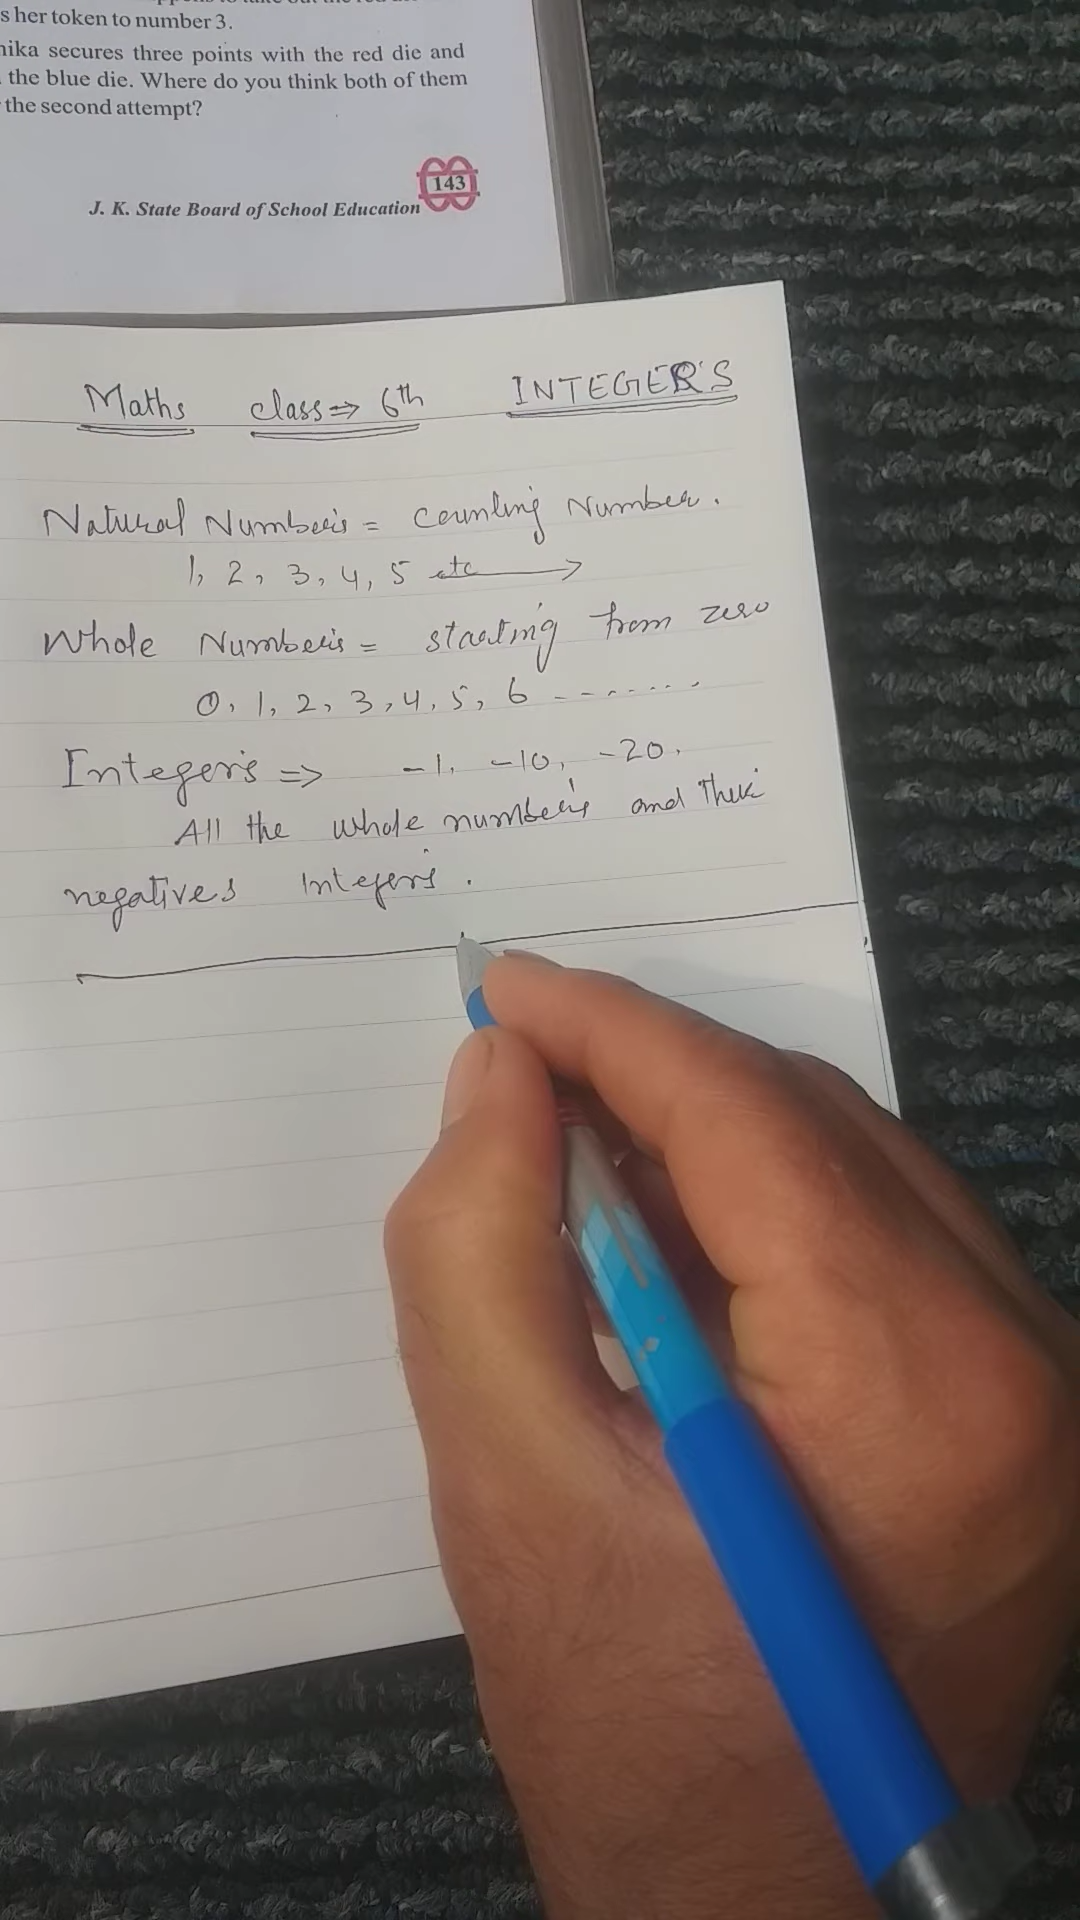 s her token to number 3.
nika secures three points with the red die and
the blue die. Where do you think both of them
the second attempt?
143
J. K. State Board of School Education
Maths class ⇒ 6th INTEGER'S
Natural Numbers = Counting Number.
1, 2, 3, 4, 5 etc →
Whole Numbers = starting from zero
0, 1, 2, 3, 4, 5, 6 - - - . . . .
Integers ⇒ -1, -10, -20.
All the whole numbers and their
negatives Integers.